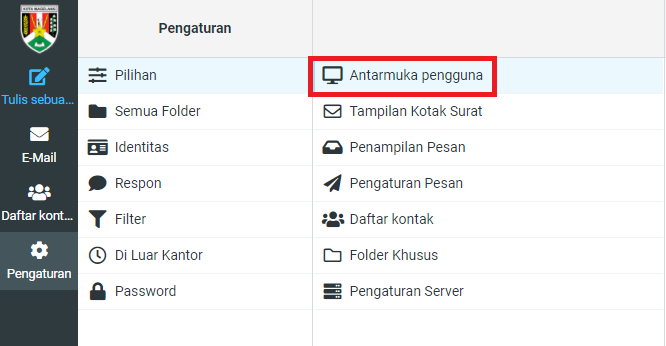 KOTA MAGELANG
Tulis sebua...
E-Mail
Daftar kont...
Pengaturan
Pengaturan
Pilihan
Semua Folder
Identitas
Respon
Filter
Di Luar Kantor
Password
Antarmuka pengguna
Tampilan Kotak Surat
Penampilan Pesan
Pengaturan Pesan
Daftar kontak
Folder Khusus
Pengaturan Server